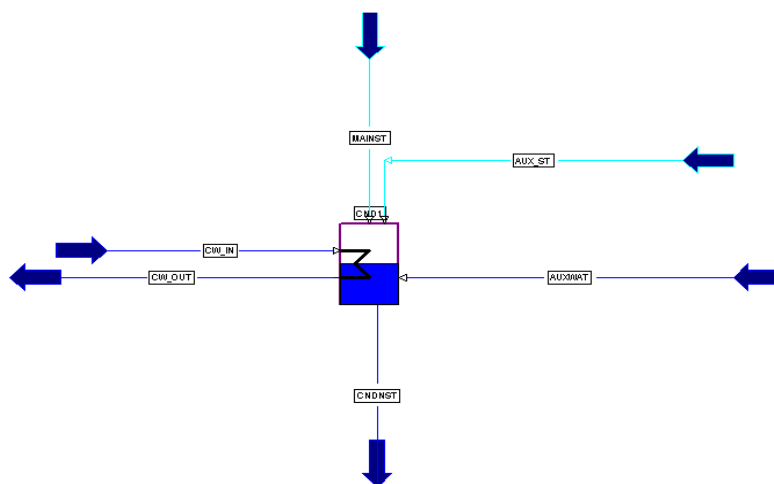 MAINST
AUX_ST
CND1
CW_IN
CW_OUT
AUXWAT
CNDNST